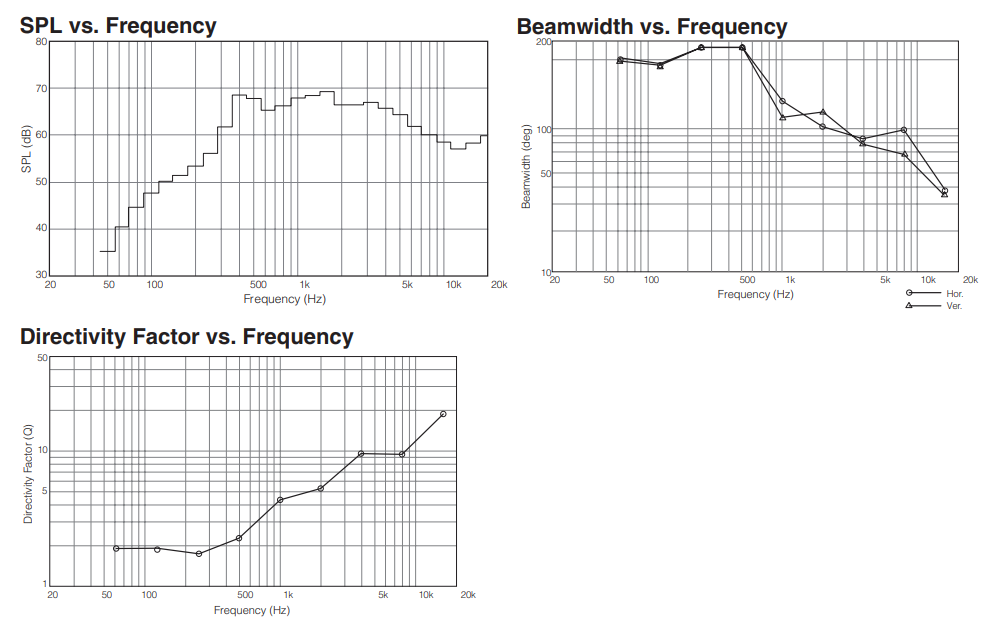 SPL vs. Frequency
80
70
60
50
40
30
SPL (dB)
20 50 100 500 1k 5k 10k 20k
Frequency (Hz)
Beamwidth vs. Frequency
200
100
50
10
Beamwidth (deg)
20 50 100 500 1k 5k 10k 20k
Frequency (Hz)
Hor.
Ver.
Directivity Factor vs. Frequency
50
10
5
1
Directivity Factor (Q)
20 50 100 500 1k 5k 10k 20k
Frequency (Hz)